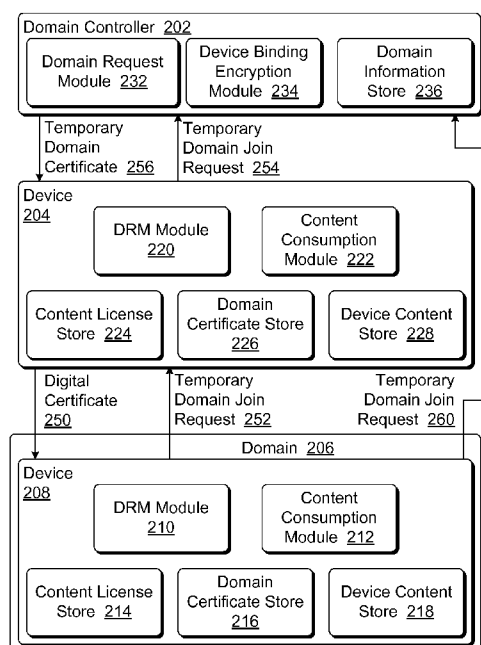 Domain Controller 202
Domain Request
Module 232
Device Binding
Encryption
Module 234
Domain
Information
Store 236
Temporary
Domain
Certificate 256
Temporary
Domain Join
Request 254
Device
204
DRM Module
220
Content
Consumption
Module 222
Content License
Store 224
Domain
Certificate Store
226
Device Content
Store 228
Digital
Certificate
250
Temporary
Domain Join
Request 252
Temporary
Domain Join
Request 260
Domain 206
Device
208
DRM Module
210
Content
Consumption
Module 212
Content License
Store 214
Domain
Certificate Store
216
Device Content
Store 218